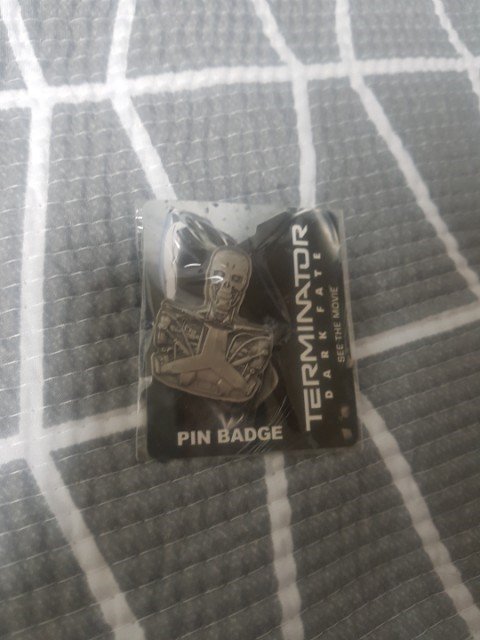 TERMINATOR
DARK FATE
SEE THE MOVIE
PIN BADGE